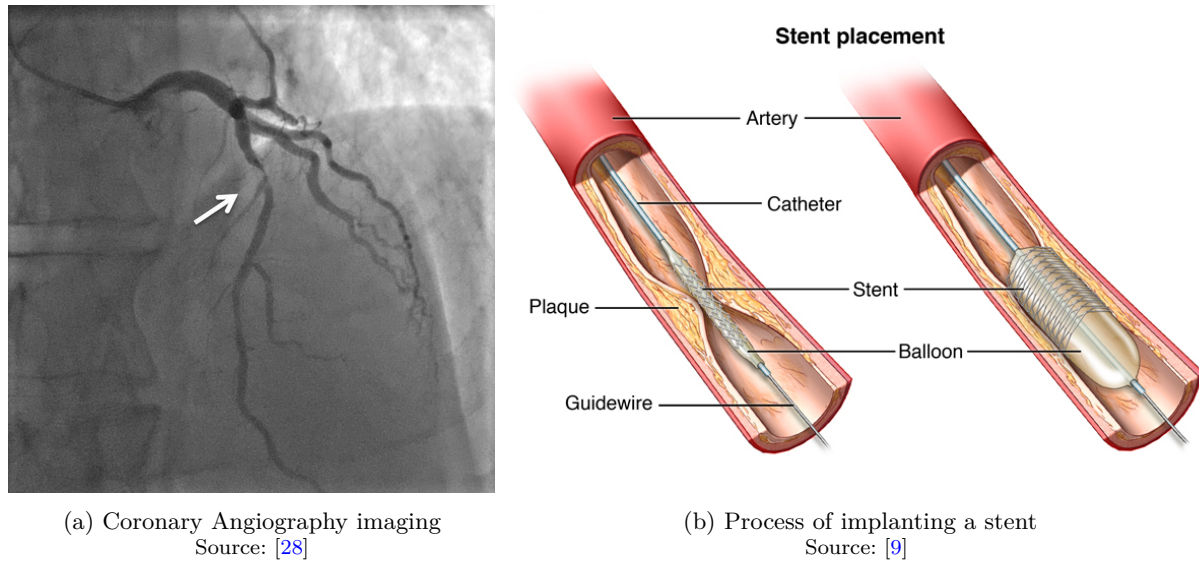 Stent placement
Artery
Catheter
Stent
Plaque
Balloon
Guidewire
(a) Coronary Angiography imaging
Source: [28]
(b) Process of implanting a stent
Source: [9]